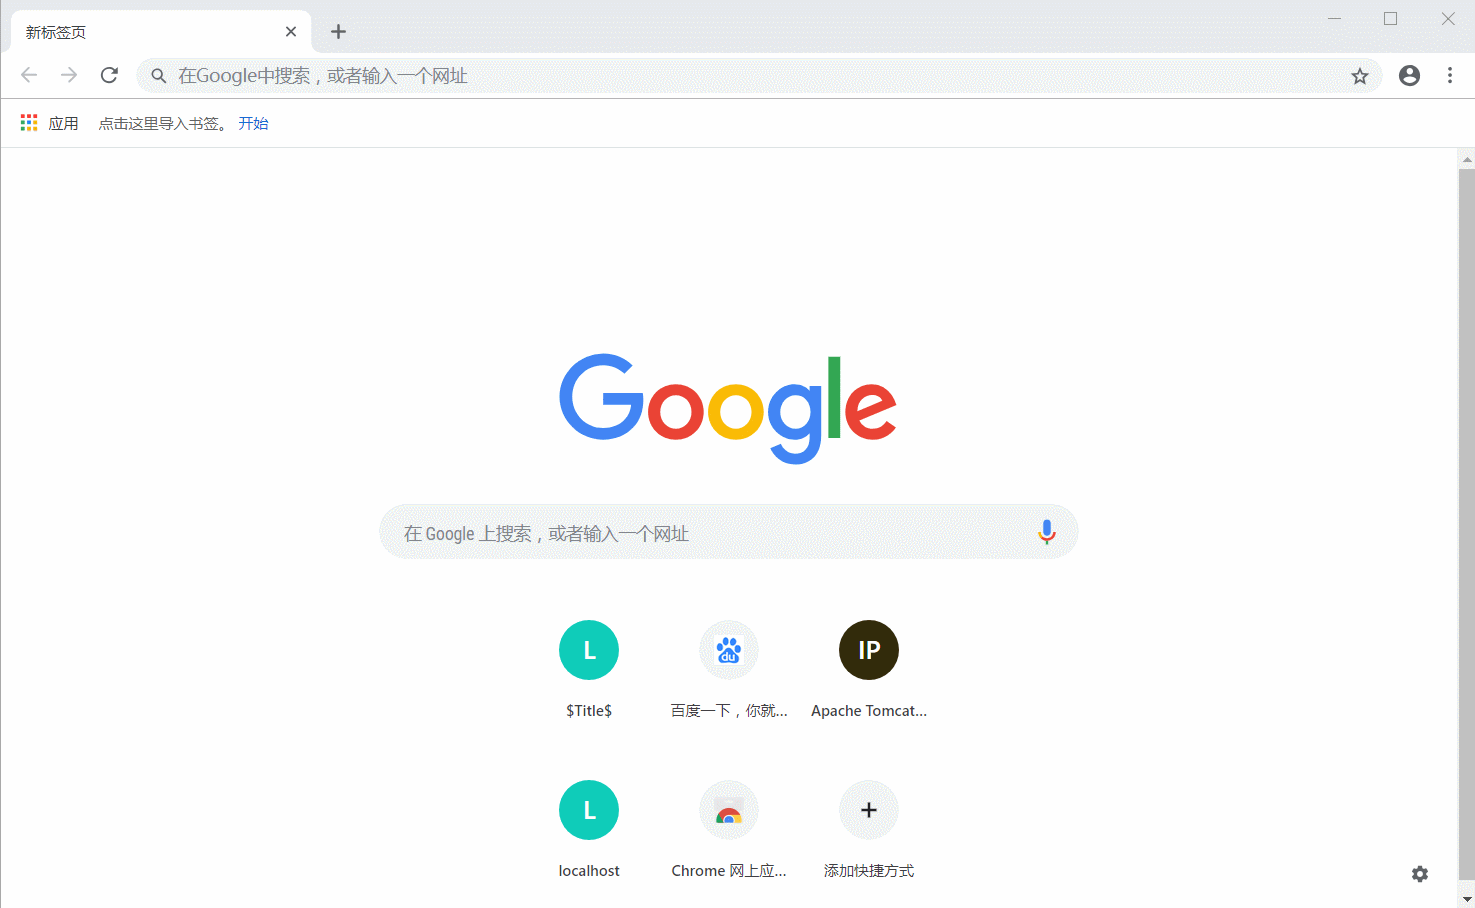 新标签页
在Google中搜索，或者输入一个网址
应用 点击这里导入书签。 开始
Google
在 Google 上搜索，或者输入一个网址
L du IP
$Title$ 百度一下，你就... Apache Tomcat...
L
localhost Chrome 网上应... 添加快捷方式